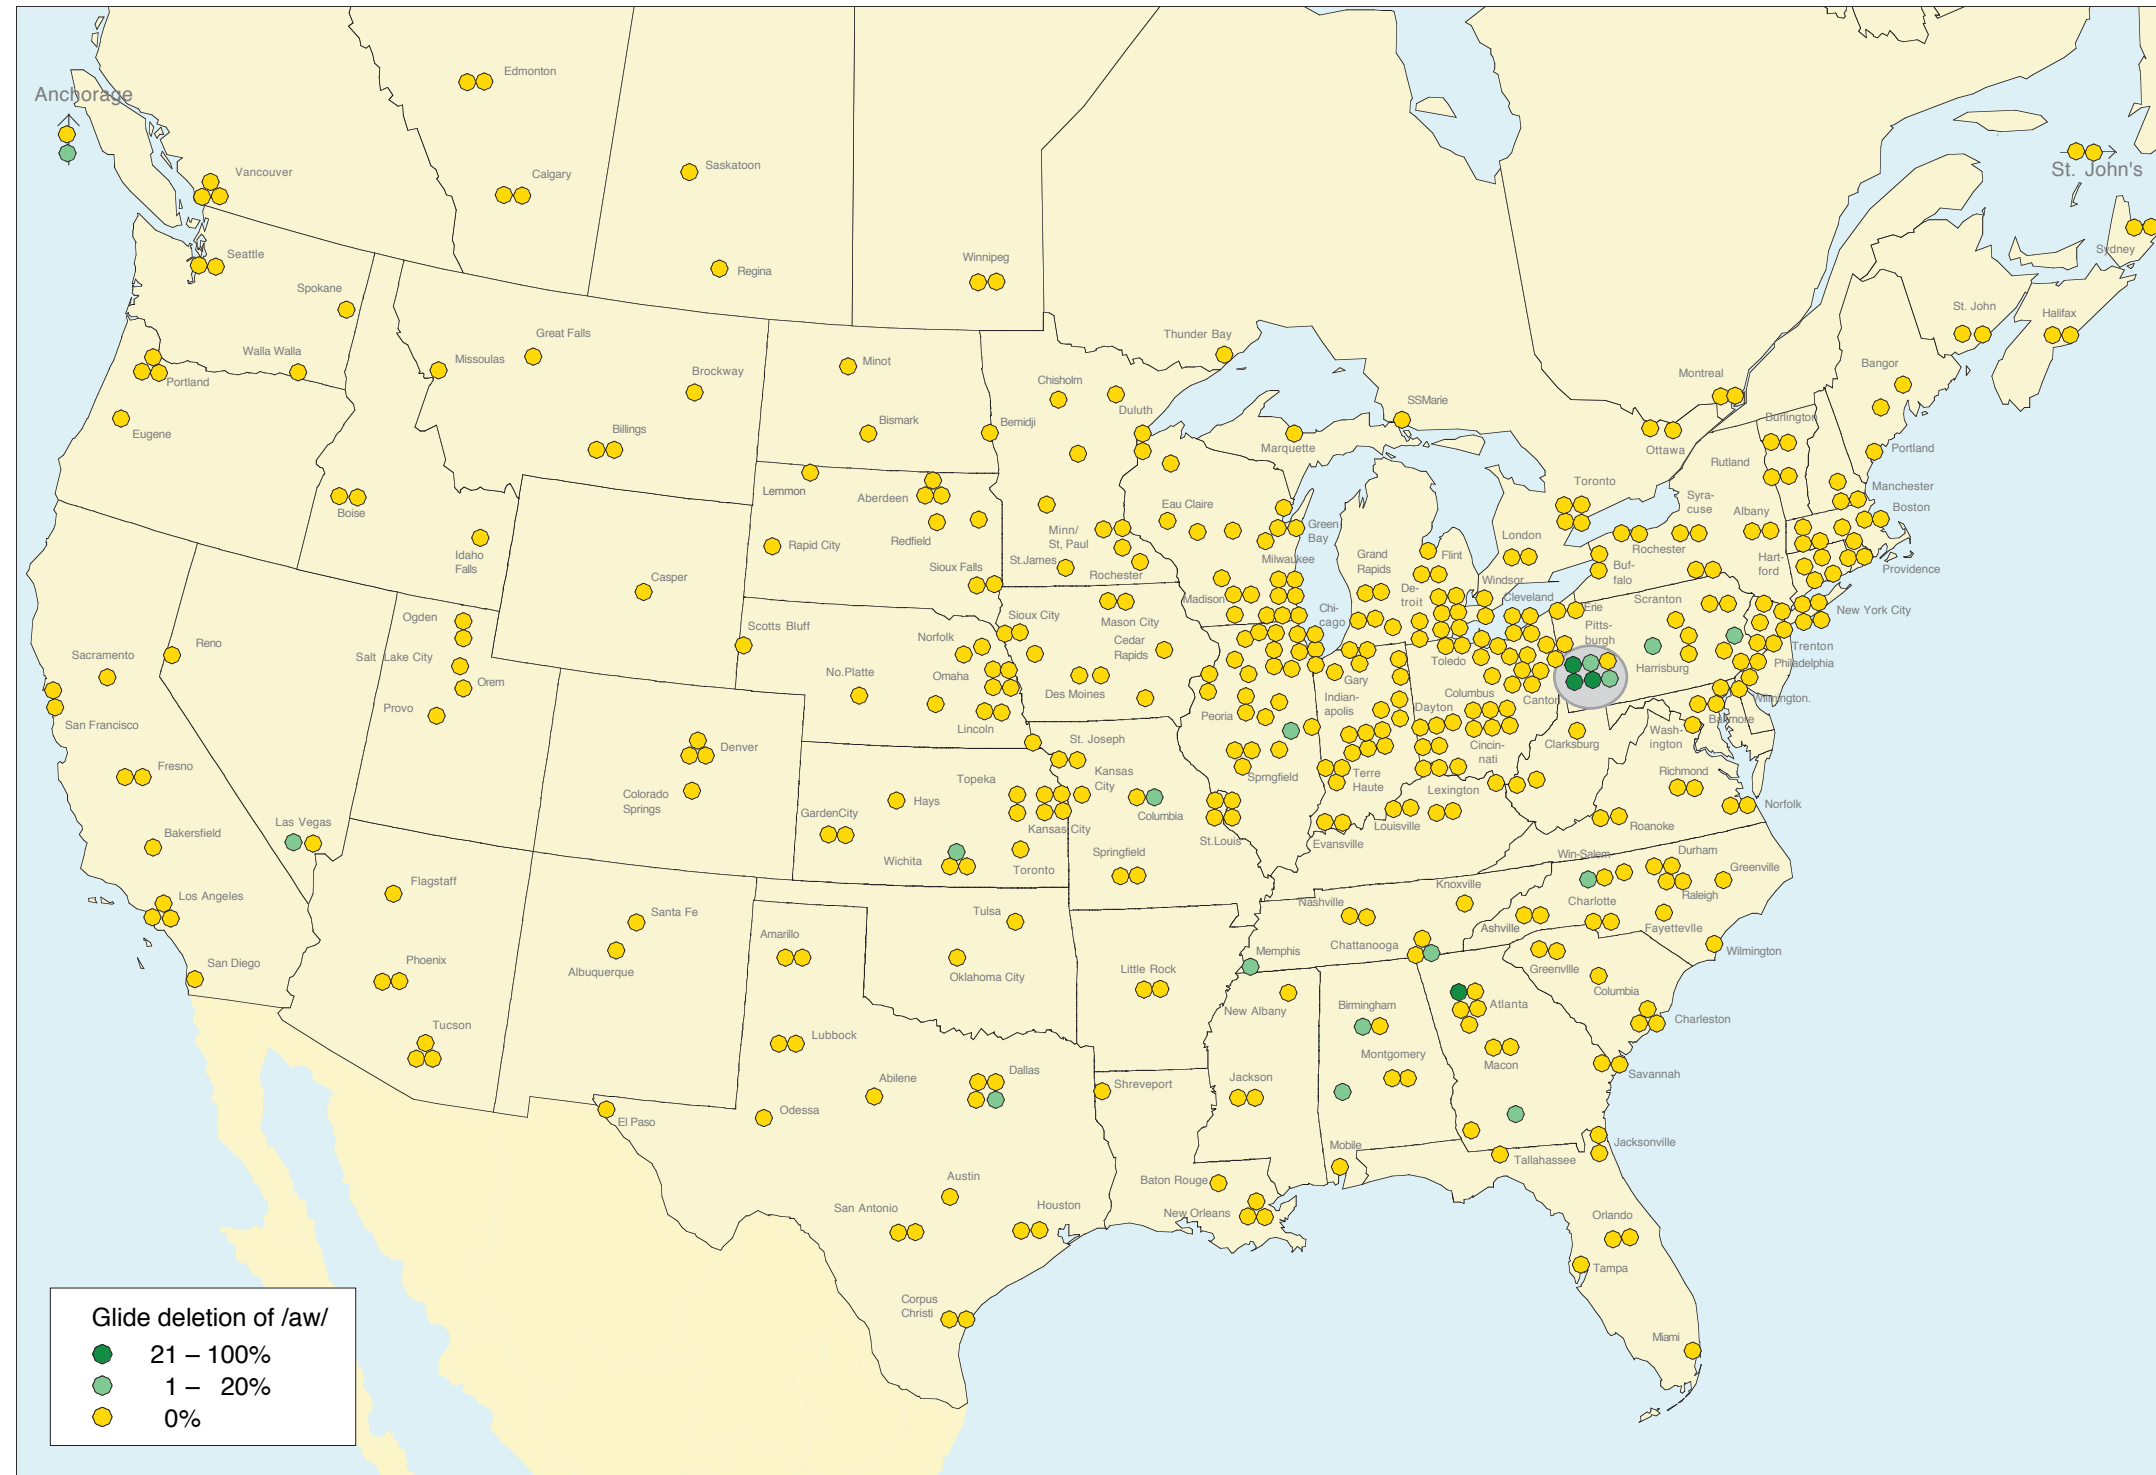 Edmonton
Anchorage
Vancouver
Calgary
Saskatoon
St. John's
Seattle
Regina
Winnipeg
Sydney
Spokane
Great Falls
Thunder Bay
St. John
Halifax
Walla Walla
Missoulas
Minot
Portland
Brockway
Chisholm
Duluth
SSMarie
Montreal
Bangor
Eugene
Billings
Bismark
Bemidji
Marquette
Ottawa
Burlington
Portland
Rutland
Boise
Lemmon
Aberdeen
Eau Claire
Toronto
Syra-
cuse
Albany
Manchester
Boston
Idaho
Falls
Rapid City
Redfield
Minn/
St, Paul
Green
Bay
Grand
Rapids
Flint
London
Rochester
Hart-
ford
Providence
Casper
Sioux Falls
St.James
Rochester
Milwaukee
De-
troit
Windsor
Buf-
falo
Madison
Chi-
cago
Cleveland
Erie
Scranton
New York City
Ogden
Scotts Bluff
Sioux City
Mason City
Pitts-
burgh
Reno
Norfolk
Cedar
Rapids
Trenton
Sacramento
Salt Lake City
Orem
No.Platte
Omaha
Des Moines
Gary
Toledo
Harrisburg
Philadelphia
Provo
Lincoln
Peoria
Indian-
apolis
Columbus
Canton
Wilmington.
San Francisco
Dayton
Balimore
Denver
St. Joseph
Cincin-
nati
Clarksburg
Wash-
ington
Fresno
Colorado
Springs
Topeka
Kansas
City
Sprngfield
Terre
Haute
Lexington
Richmond
Hays
GardenCity
Columbia
Norfolk
Las Vegas
Bakersfield
Kansas City
St.Louis
Evansville
Louisville
Roanoke
Wichita
Toronto
Springfield
Win-Salem
Durham
Greenville
Flagstaff
Knoxville
Raleigh
Los Angeles
Santa Fe
Tulsa
Nashville
Charlotte
Amarillo
Ashville
Fayettevlle
San Diego
Phoenix
Albuquerque
Oklahoma City
Memphis
Chattanooga
Wilmington
Little Rock
Greenvllle
Columbia
New Albany
Birmingham
Atlanta
Charleston
Tucson
Lubbock
Montgomery
Macon
Abilene
Dallas
Shreveport
Jackson
Savannah
El Paso
Odessa
Mobile
Jacksonville
Tallahassee
Austin
Baton Rouge
San Antonio
Houston
New Orleans
Orlando
Tampa
Corpus
Christi
Miami
Glide deletion of /aw/
21 – 100%
1 – 20%
0%